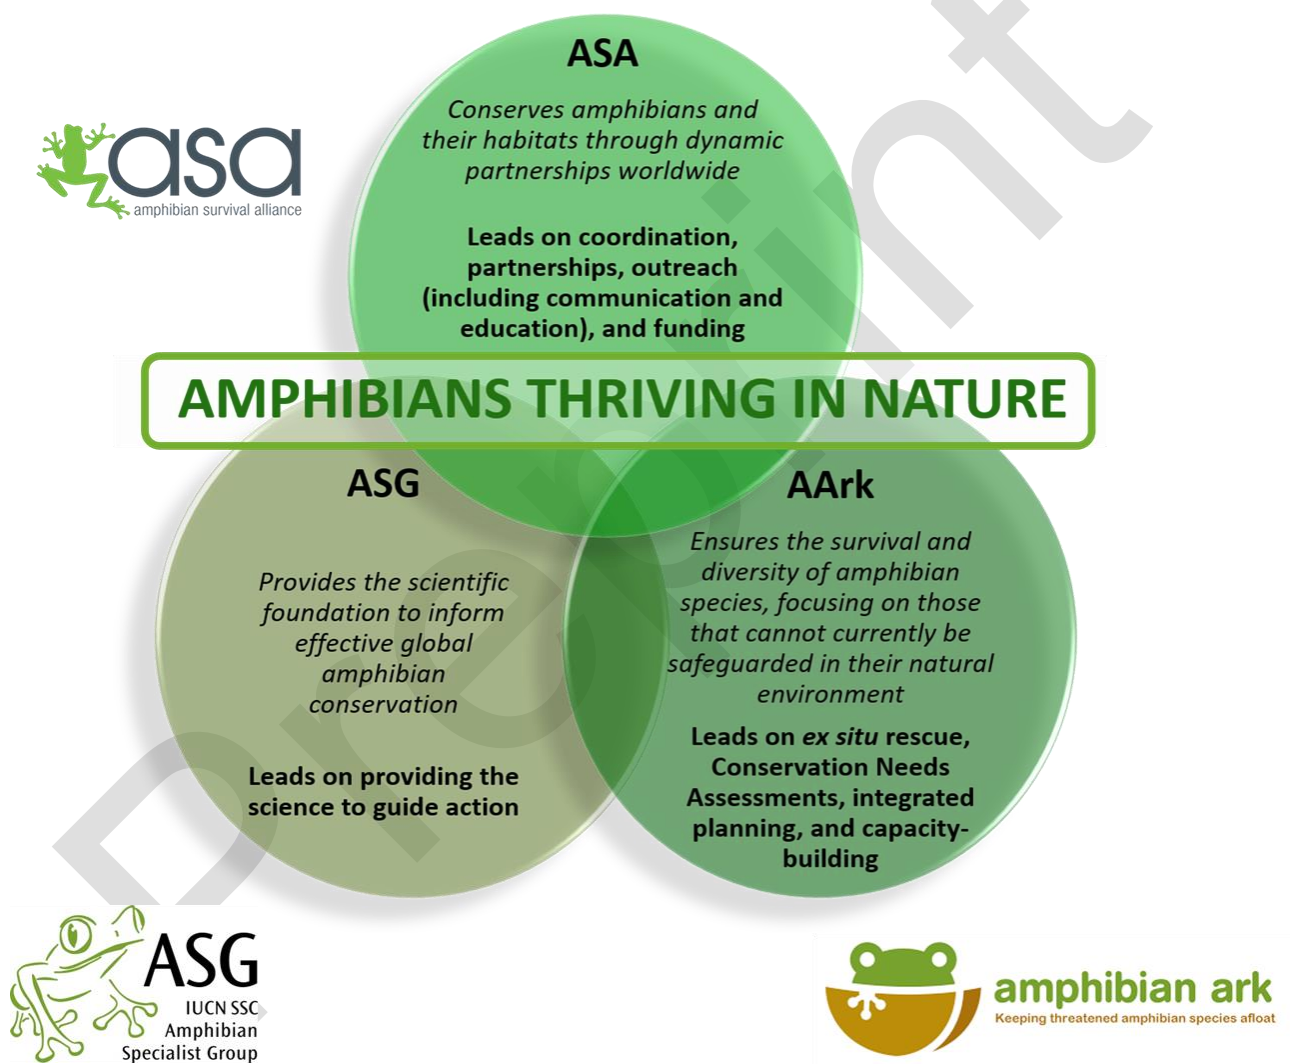 ASA
Conserves amphibians and
their habitats through dynamic
partnerships worldwide
Leads on coordination,
partnerships, outreach
(including communication and
education), and funding
asa
amphibian survival alliance
AMPHIBIANS THRIVING IN NATURE
ASG
Provides the scientific
foundation to inform
effective global
amphibian
conservation
Leads on providing the
science to guide action
AArk
Ensures the survival and
diversity of amphibian
species, focusing on those
that cannot currently be
safeguarded in their natural
environment
Leads on ex situ rescue,
Conservation Needs
Assessments, integrated
planning, and capacity-
building
ASG
IUCN SSC
Amphibian
Specialist Group
amphibian ark
Keeping threatened amphibian species afloat
Preprint